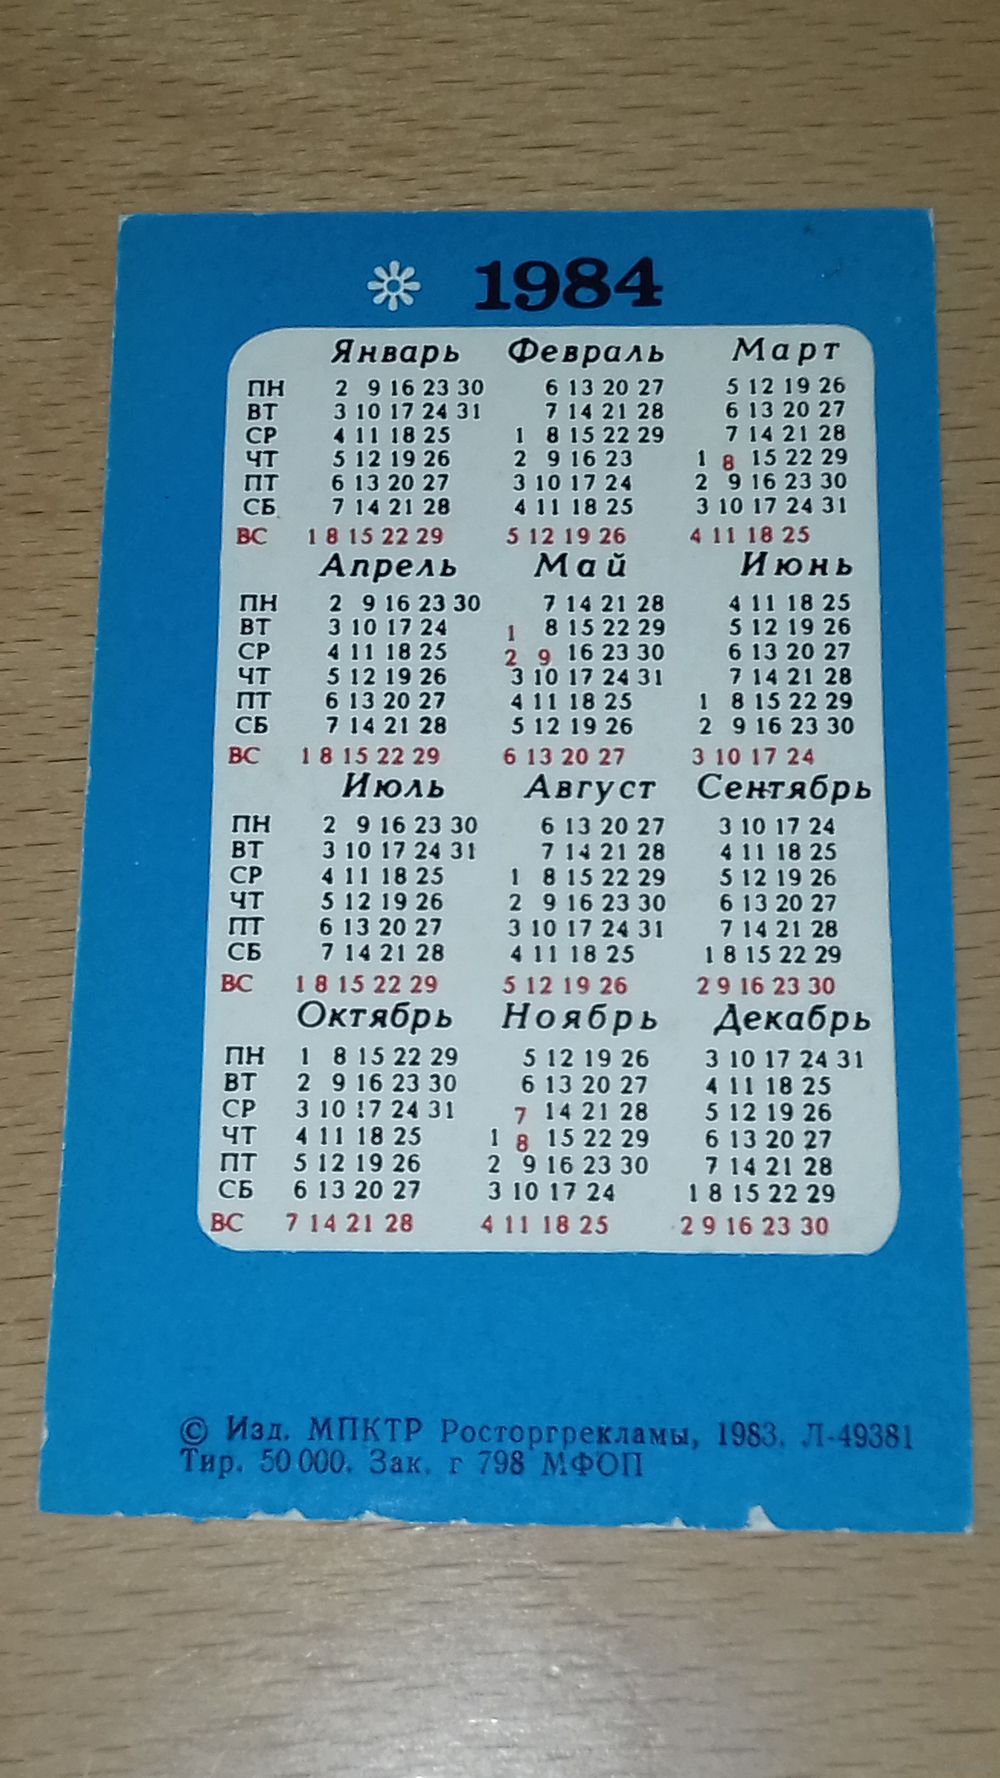 1984
Январь Февраль Март
ПН 2 9 16 23 30 6 13 20 27 5 12 19 26
ВТ 3 10 17 24 31 7 14 21 28 6 13 20 27
СР 4 11 18 25 1 8 15 22 29 7 14 21 28
ЧТ 5 12 19 26 2 9 16 23 1 8 15 22 29
ПТ 6 13 20 27 3 10 17 24 2 9 16 23 30
СБ 7 14 21 28 4 11 18 25 3 10 17 24 31
ВС 1 8 15 22 29 5 12 19 26 4 11 18 25
Апрель Май Июнь
ПН 2 9 16 23 30 7 14 21 28 4 11 18 25
ВТ 3 10 17 24 1 8 15 22 29 5 12 19 26
СР 4 11 18 25 2 9 16 23 30 6 13 20 27
ЧТ 5 12 19 26 3 10 17 24 31 7 14 21 28
ПТ 6 13 20 27 4 11 18 25 1 8 15 22 29
СБ 7 14 21 28 5 12 19 26 2 9 16 23 30
ВС 1 8 15 22 29 6 13 20 27 3 10 17 24
Июль Август Сентябрь
ПН 2 9 16 23 30 6 13 20 27 3 10 17 24
ВТ 3 10 17 24 31 7 14 21 28 4 11 18 25
СР 4 11 18 25 1 8 15 22 29 5 12 19 26
ЧТ 5 12 19 26 2 9 16 23 30 6 13 20 27
ПТ 6 13 20 27 3 10 17 24 31 7 14 21 28
СБ 7 14 21 28 4 11 18 25 1 8 15 22 29
ВС 1 8 15 22 29 5 12 19 26 2 9 16 23 30
Октябрь Ноябрь Декабрь
ПН 1 8 15 22 29 5 12 19 26 3 10 17 24 31
ВТ 2 9 16 23 30 6 13 20 27 4 11 18 25
СР 3 10 17 24 31 7 14 21 28 5 12 19 26
ЧТ 4 11 18 25 1 8 15 22 29 6 13 20 27
ПТ 5 12 19 26 2 9 16 23 30 7 14 21 28
СБ 6 13 20 27 3 10 17 24 1 8 15 22 29
ВС 7 14 21 28 4 11 18 25 2 9 16 23 30
© Изд. МПКТР Росторгрекламы, 1983. Л-49381
Тир. 50 000. Зак. г 798 МФОП